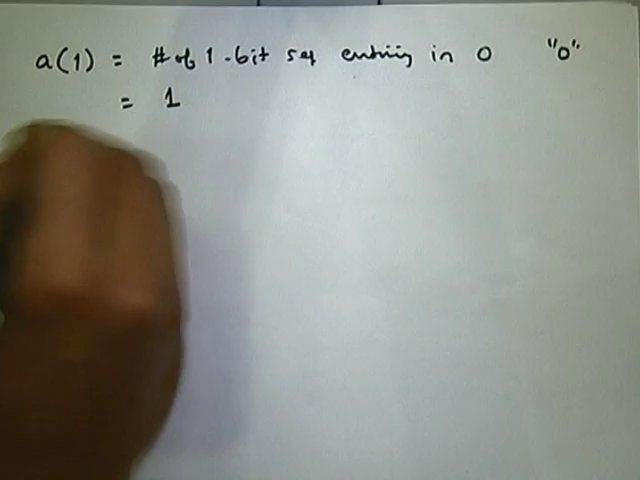 a(1) = # of 1-bit seq ending in 0 "0"
= 1